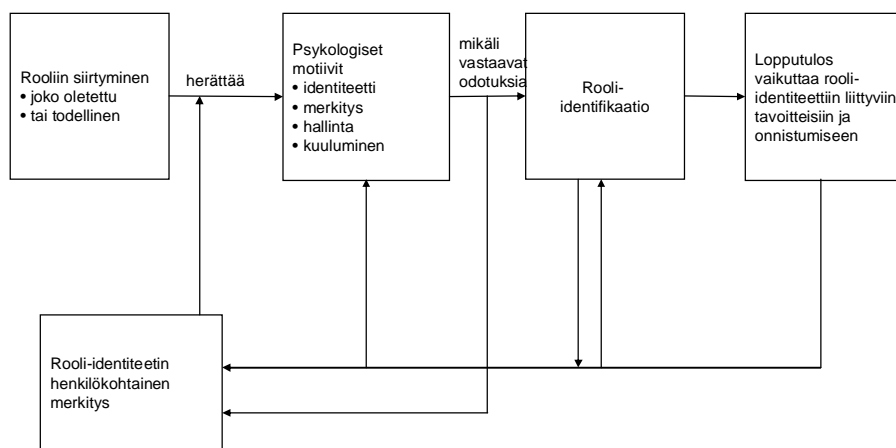 Rooliin siirtyminen
• joko oletettu
• tai todellinen
herättää
Psykologiset
motiivit
• identiteetti
• merkitys
• hallinta
• kuuluminen
mikäli
vastaavat
odotuksia
Rooli-
identifikaatio
Lopputulos
vaikuttaa rooli-
identiteettiin liittyviin
tavoitteisiin ja
onnistumiseen
Rooli-identiteetin
henkilökohtainen
merkitys